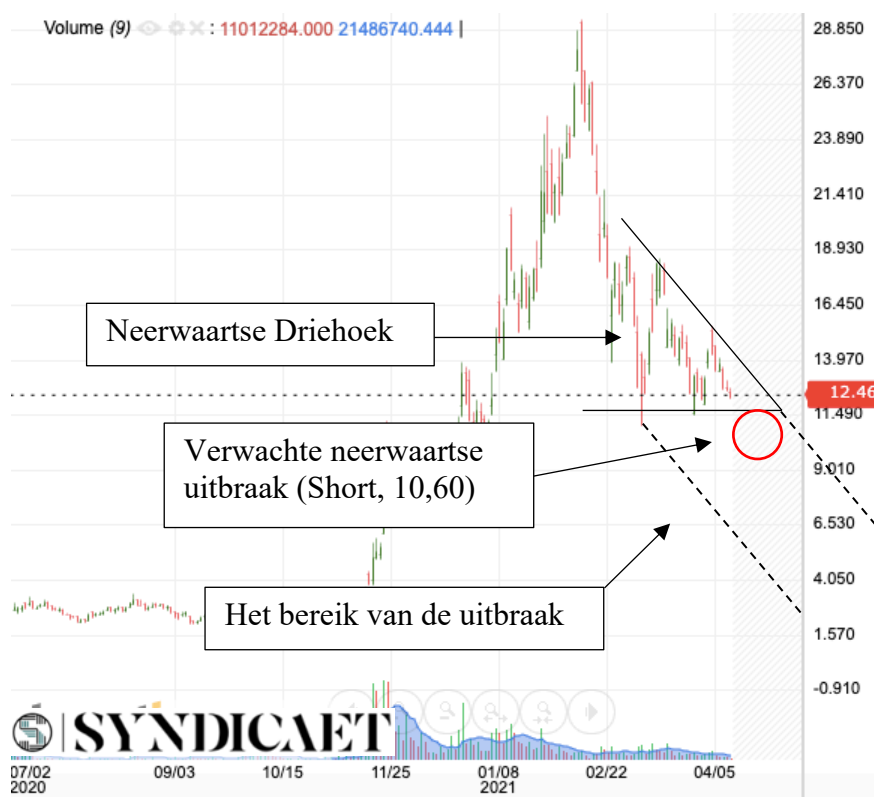 Volume (9) : 11012284.000 21486740.444
28.850
26.370
23.890
21.410
18.930
16.450
13.970
12.46
11.490
9.010
6.530
4.050
1.570
-0.910
Neerwaartse Driehoek
Verwachte neerwaartse
uitbraak (Short, 10,60)
Het bereik van de uitbraak
SYNDICAET
07/02 09/03 10/15 11/25 01/08 02/22 04/05
2020 2021